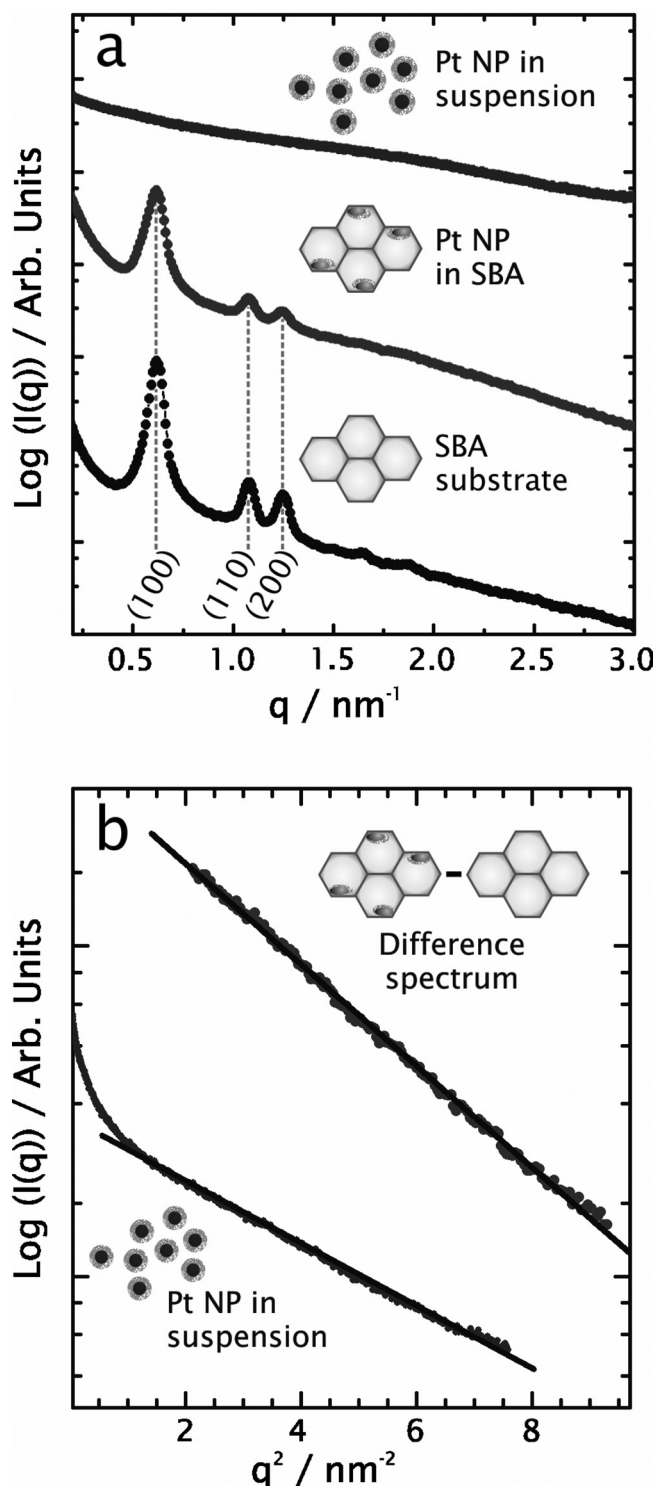 a
Pt NP in
suspension
Pt NP
in SBA
SBA
substrate
(100)
(110)
(200)
Log (I(q)) / Arb. Units
0.5 1.0 1.5 2.0 2.5 3.0
q / nm⁻¹
b
Difference
spectrum
Pt NP in
suspension
Log (I(q)) / Arb. Units
2 4 6 8
q² / nm⁻²